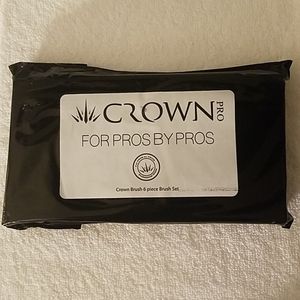 CROWN PRO
FOR PROS BY PROS
Crown Brush 6 piece Brush Set